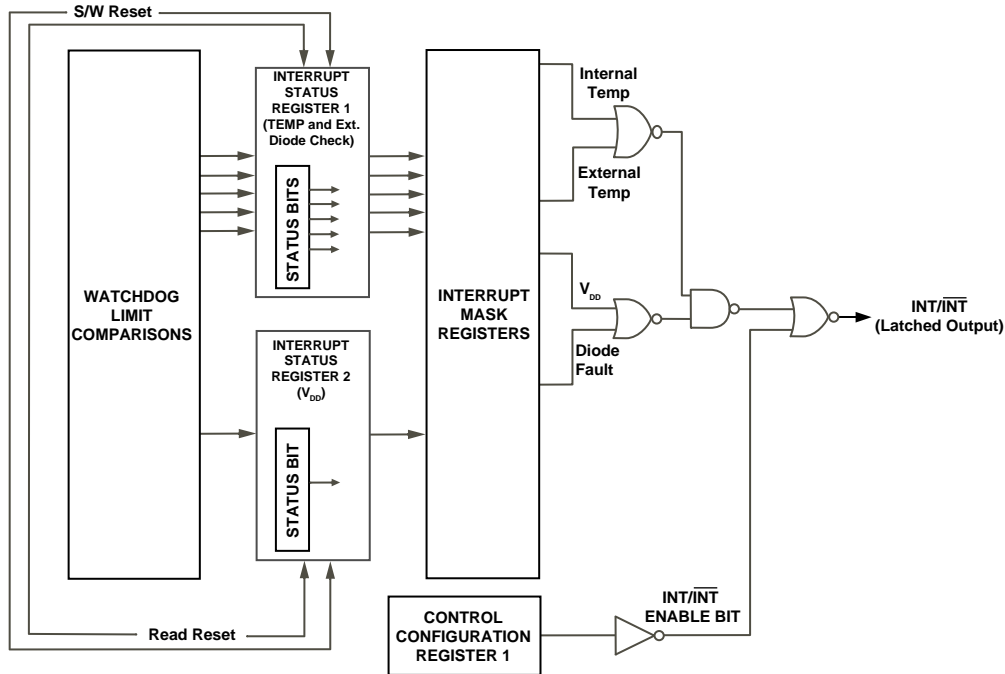 S/W Reset
INTERRUPT
STATUS
REGISTER 1
(TEMP and Ext.
Diode Check)
STATUS BITS
WATCHDOG
LIMIT
COMPARISONS
INTERRUPT
STATUS
REGISTER 2
(VDD)
STATUS BIT
Read Reset
INTERRUPT
MASK
REGISTERS
Internal
Temp
External
Temp
VDD
Diode
Fault
INT/INT
(Latched Output)
CONTROL
CONFIGURATION
REGISTER 1
INT/INT
ENABLE BIT